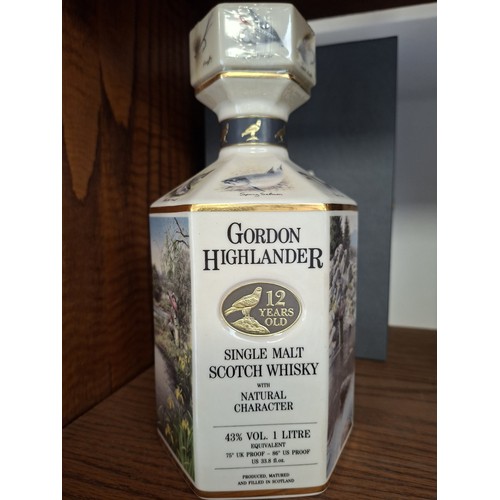 GORDON
HIGHLANDER
12
YEARS
OLD
SINGLE MALT
SCOTCH WHISKY
WITH
NATURAL
CHARACTER
43% VOL. 1 LITRE
EQUIVALENT
75° UK PROOF - 86° US PROOF
US 33.8 fl oz.
PRODUCED, MATURED
AND FILLED IN SCOTLAND